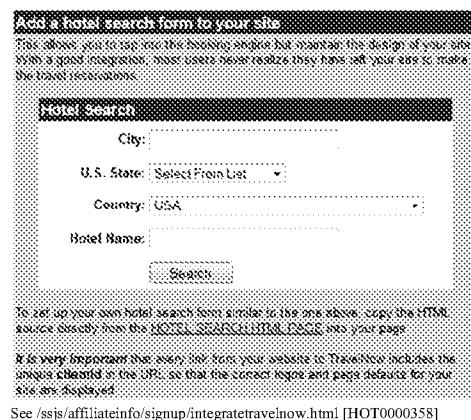 Add a hotel search form to your site
This allows you to tap into the booking engine but maintain the design of your site.
With a good integration, most users never realize they have left your site to make
the travel reservations.
Hotel Search
City:
U.S. State: Select From List
Country: USA
Hotel Name:
Search
To set up your own hotel search form similar to the one above, copy the HTML
source directly from the HOTEL SEARCH HTML PAGE into your page
It is very important that every link from your website to TravelNow includes the
unique clientid in the URL so that the correct logos and page defaults for your
site are displayed
See /ssjs/affiliateinfo/signup/integratetravelnow.html [HOT0000358]